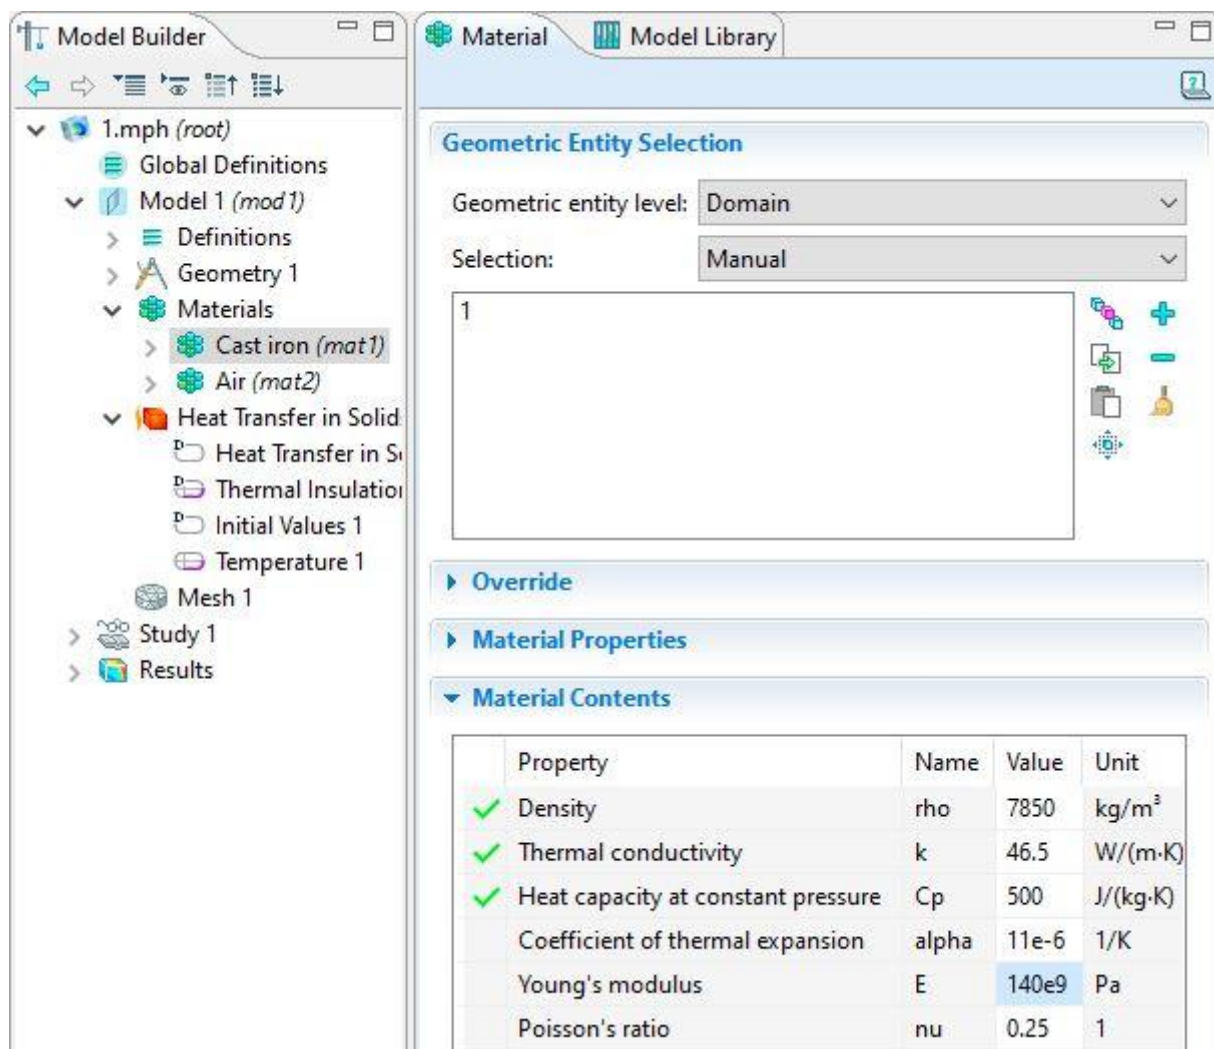 Model Builder
1.mph (root)
Global Definitions
Model 1 (mod1)
Definitions
Geometry 1
Materials
Cast iron (mat1)
Air (mat2)
Heat Transfer in Solid
Heat Transfer in S
Thermal Insulation
Initial Values 1
Temperature 1
Mesh 1
Study 1
Results
Material
Model Library
Geometric Entity Selection
Geometric entity level: Domain
Selection: Manual
1
Override
Material Properties
Material Contents
Property Name Value Unit
Density rho 7850 kg/m³
Thermal conductivity k 46.5 W/(m·K)
Heat capacity at constant pressure Cp 500 J/(kg·K)
Coefficient of thermal expansion alpha 11e-6 1/K
Young's modulus E 140e9 Pa
Poisson's ratio nu 0.25 1